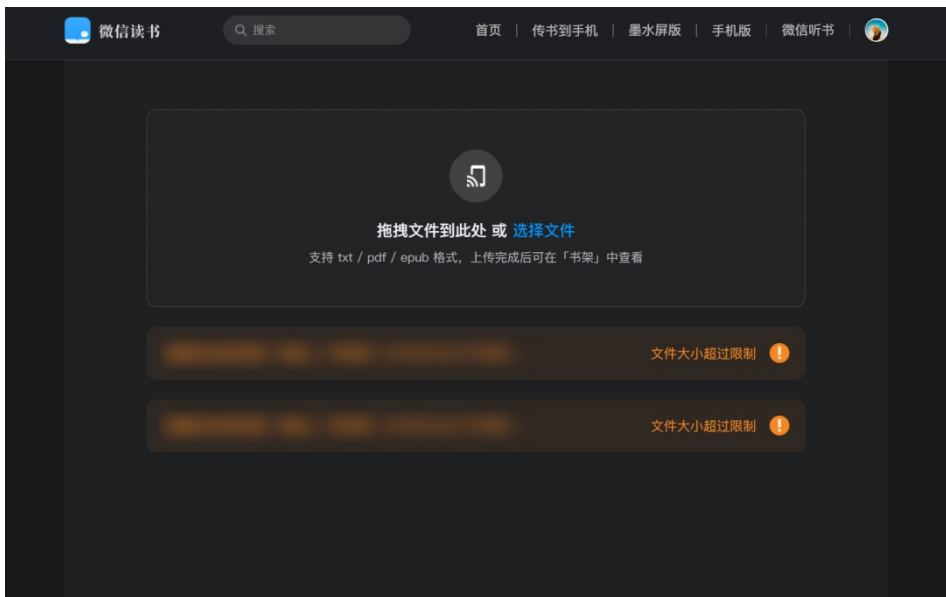 微信读书 搜索 首页 | 传书到手机 | 墨水屏版 | 手机版 | 微信听书 |
拖拽文件到此处 或 选择文件
支持 txt / pdf / epub 格式，上传完成后可在「书架」中查看
文件大小超过限制
文件大小超过限制